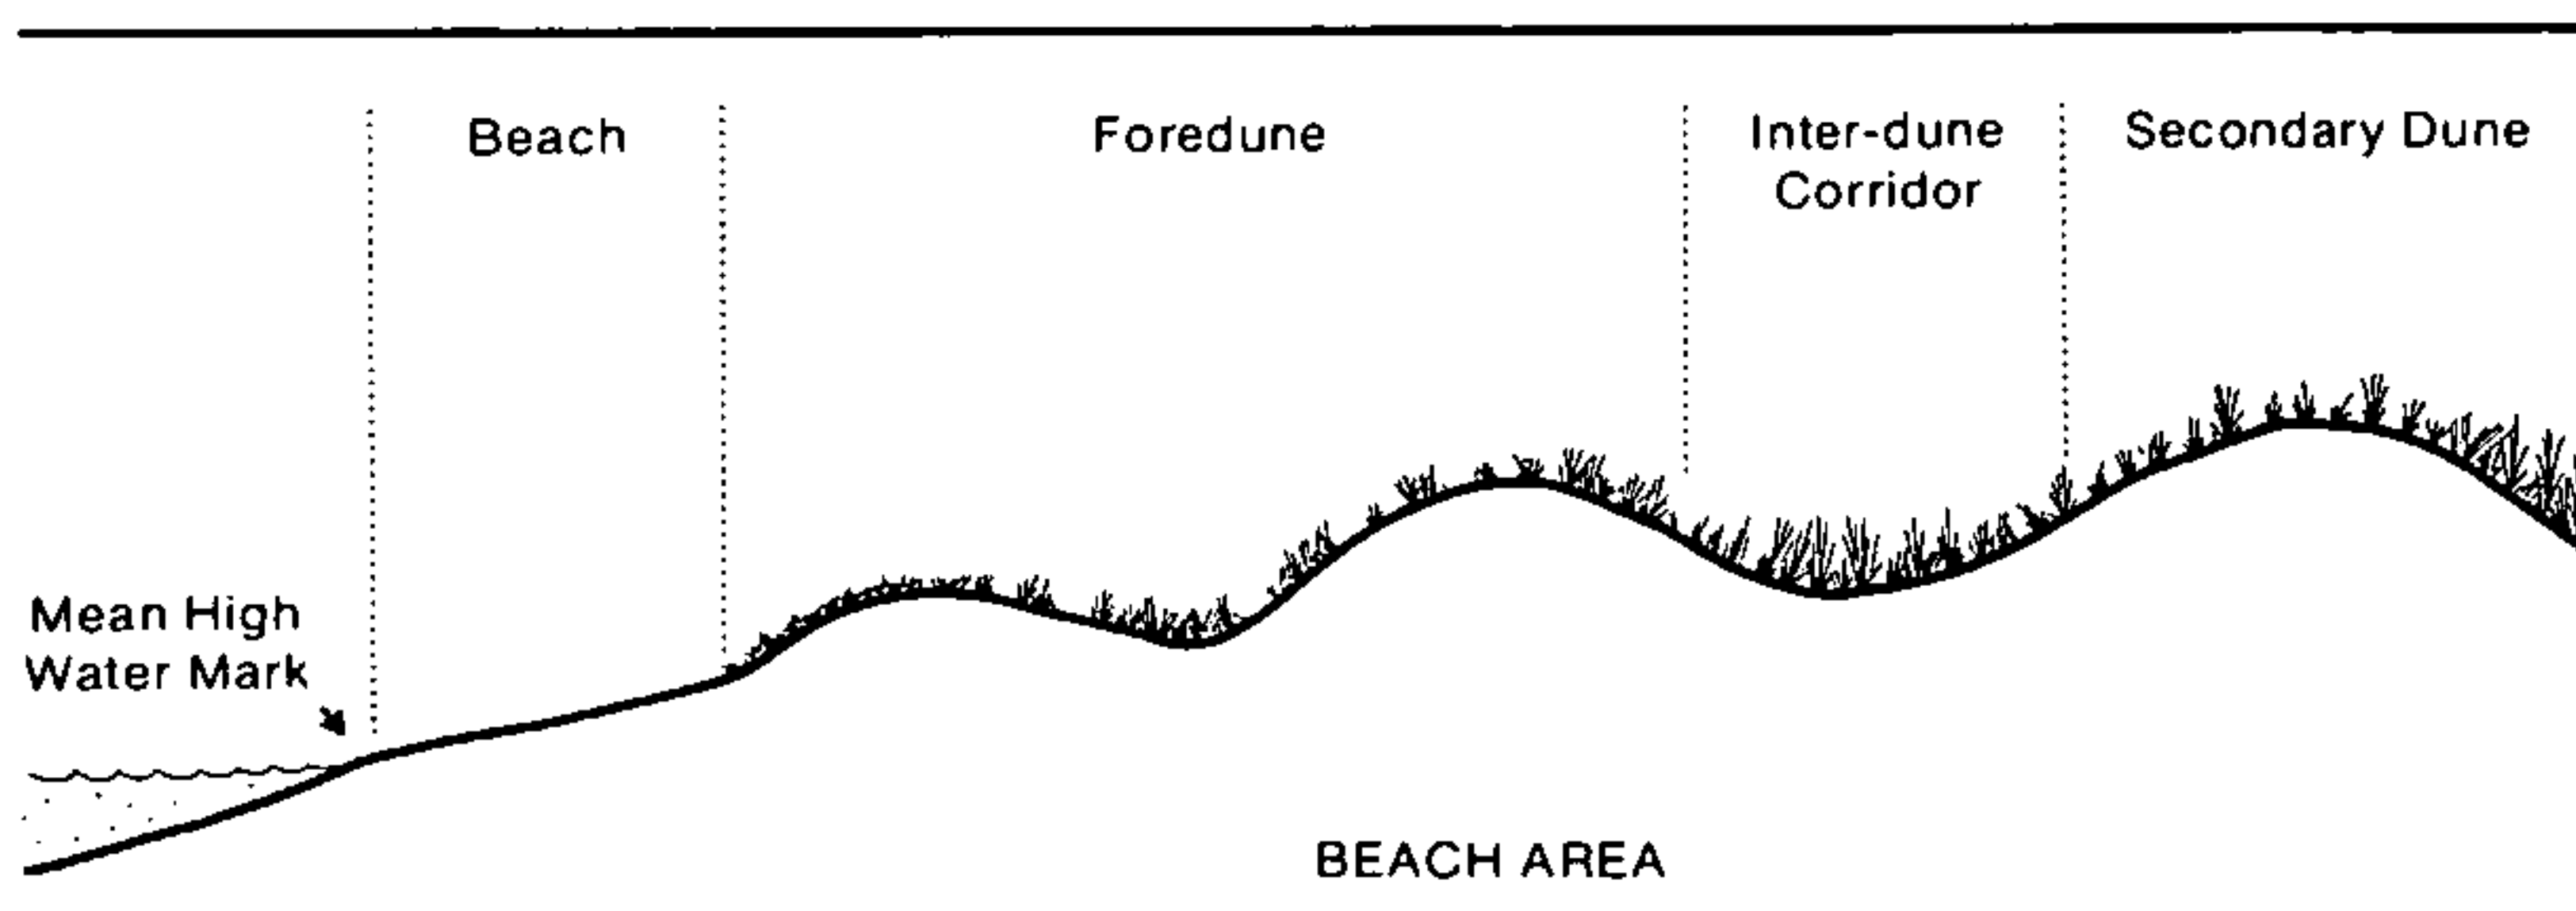 Beach
Foredune
Inter-dune
Corridor
Secondary Dune
Mean High
Water Mark
BEACH AREA